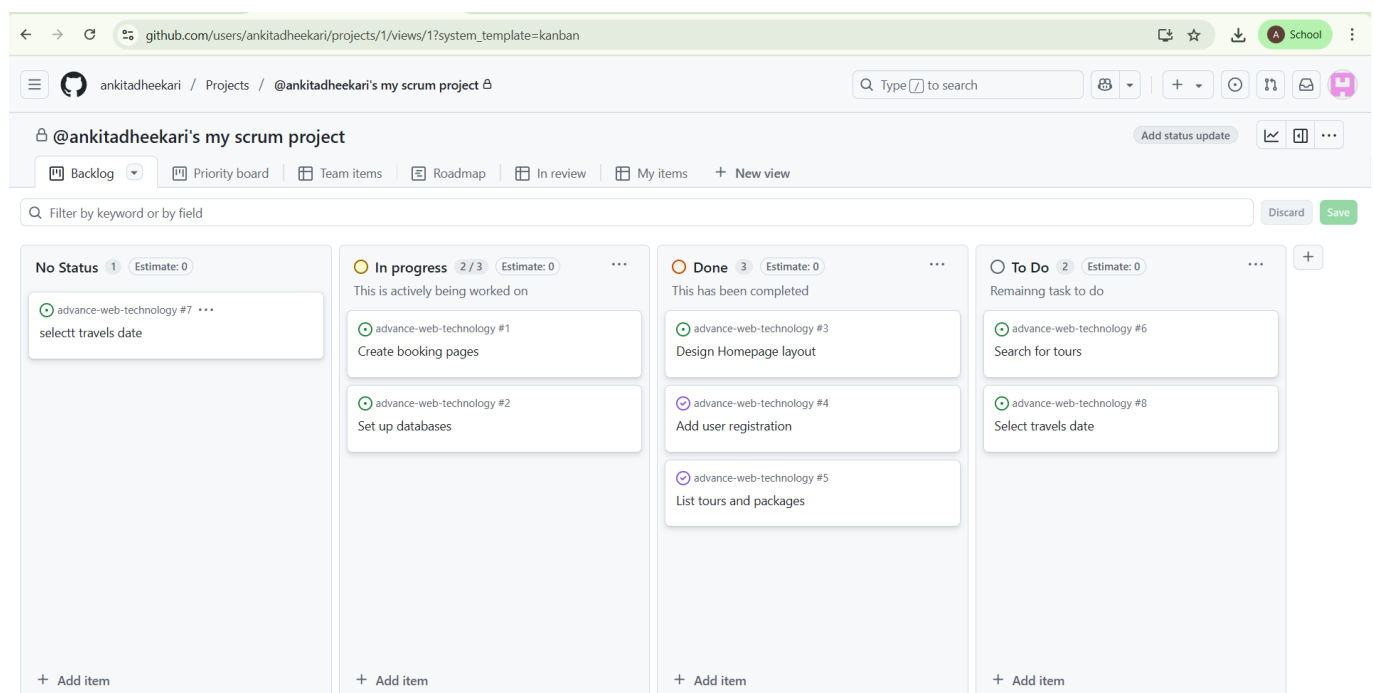 github.com/users/ankitadheekari/projects/1/views/1?system_template=kanban
A School
ankitadheekari / Projects / @ankitadheekari's my scrum project
Type / to search
@ankitadheekari's my scrum project
Add status update
Backlog
Priority board
Team items
Roadmap
In review
My items
+ New view
Filter by keyword or by field
Discard
Save
No Status 1 Estimate: 0
advance-web-technology #7
selectt travels date
+ Add item
In progress 2 / 3 Estimate: 0
This is actively being worked on
advance-web-technology #1
Create booking pages
advance-web-technology #2
Set up databases
+ Add item
Done 3 Estimate: 0
This has been completed
advance-web-technology #3
Design Homepage layout
advance-web-technology #4
Add user registration
advance-web-technology #5
List tours and packages
+ Add item
To Do 2 Estimate: 0
Remainng task to do
advance-web-technology #6
Search for tours
advance-web-technology #8
Select travels date
+ Add item